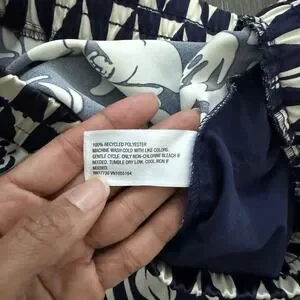 100% RECYCLED POLYESTER
MACHINE WASH COLD WITH LIKE COLORS.
GENTLE CYCLE. ONLY NON-CHLORINE BLEACH IF
NEEDED. TUMBLE DRY LOW. COOL IRON IF
NEEDED.